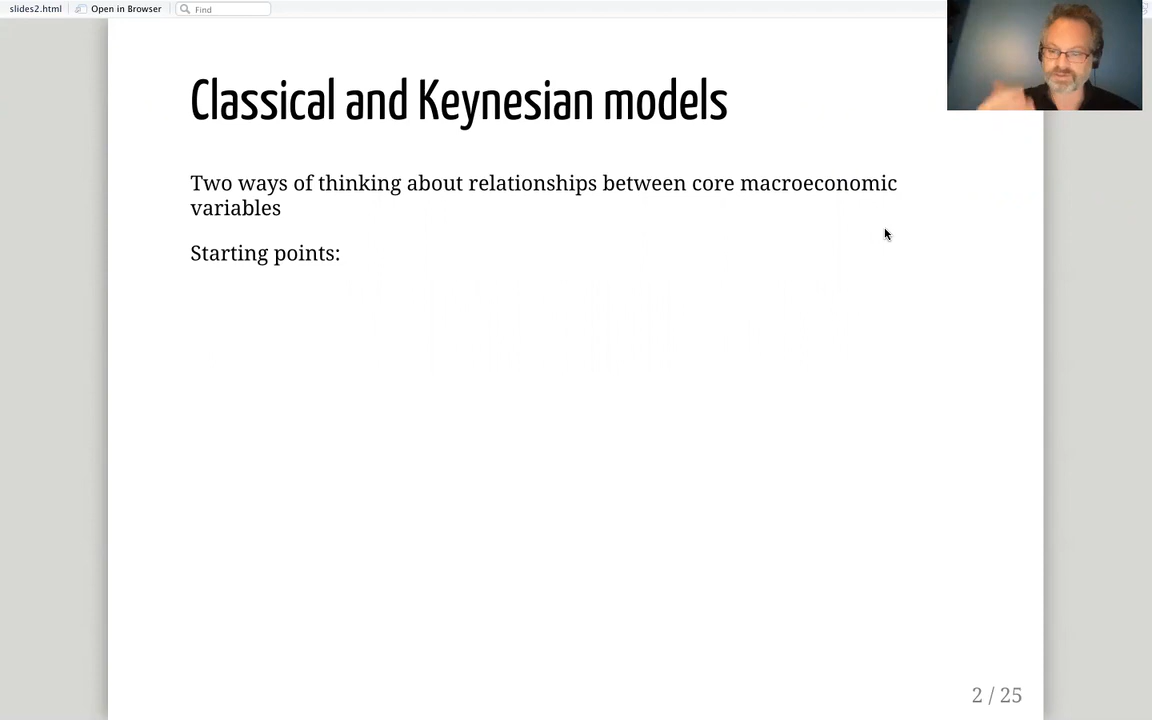 slides2.html Open in Browser Find
Classical and Keynesian models
Two ways of thinking about relationships between core macroeconomic
variables
Starting points:
2 / 25